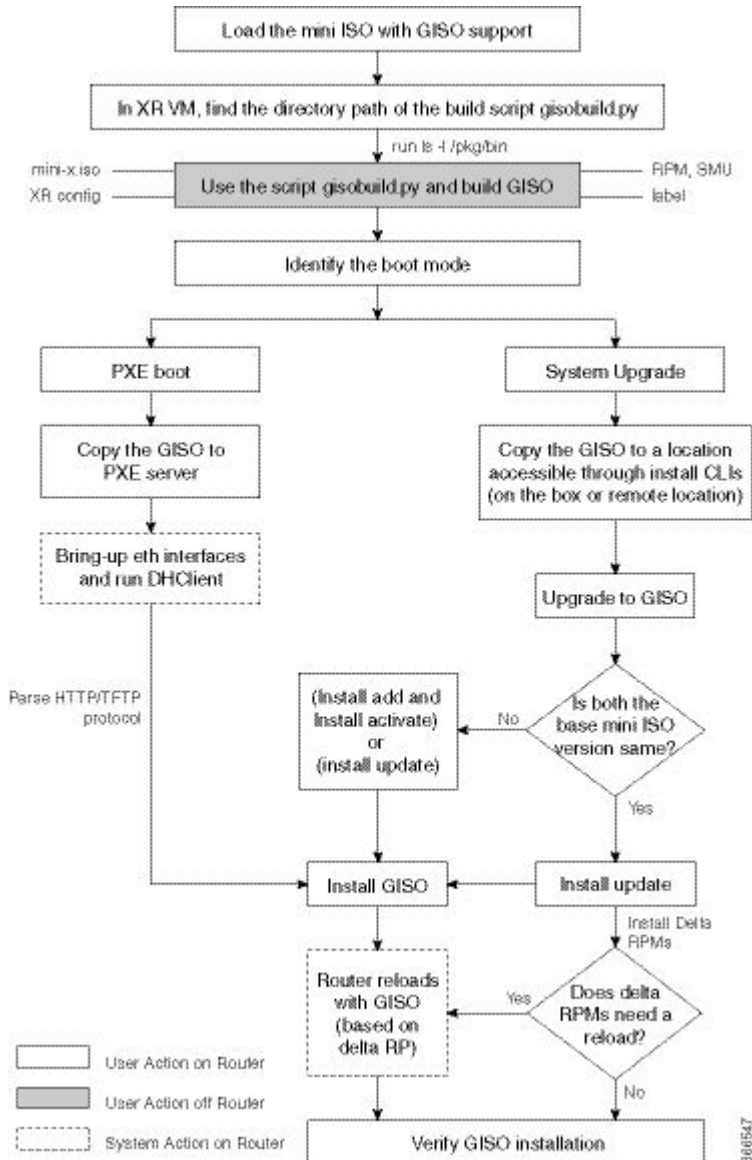 Load the mini ISO with GISO support
In XR VM, find the directory path of the build script gisobuild.py
run ls -l /pkg/bin
mini-x.iso
XR config
Use the script gisobuild.py and build GISO
RPM, SMU
label
Identify the boot mode
PXE boot
System Upgrade
Copy the GISO to
PXE server
Copy the GISO to a location
accessible through install CLIs
(on the box or remote location)
Bring-up eth interfaces
and run DHClient
Upgrade to GISO
Parse HTTP/TFTP
protocol
(Install add and
Install activate)
or
(install update)
No
Is both the
base mini ISO
version same?
Yes
Install GISO
Install update
Install Delta
RPMs
Router reloads
with GISO
(based on
delta RP)
Yes
Does delta
RPMs need a
reload?
No
User Action on Router
User Action off Router
System Action on Router
Verify GISO installation
366547